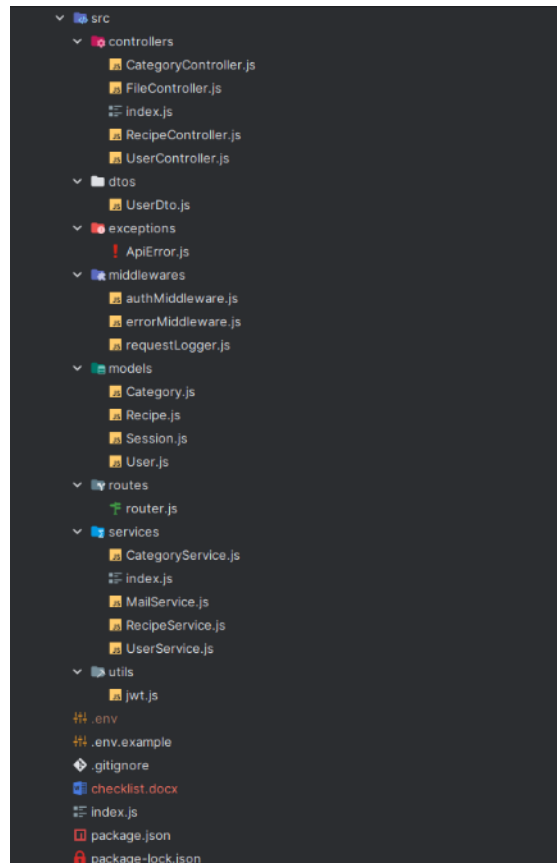 src
controllers
CategoryController.js
FileController.js
index.js
RecipeController.js
UserController.js
dtos
UserDto.js
exceptions
ApiError.js
middlewares
authMiddleware.js
errorMiddleware.js
requestLogger.js
models
Category.js
Recipe.js
Session.js
User.js
routes
router.js
services
CategoryService.js
index.js
MailService.js
RecipeService.js
UserService.js
utils
jwt.js
.env
.env.example
.gitignore
checklist.docx
index.js
package.json
package-lock.json